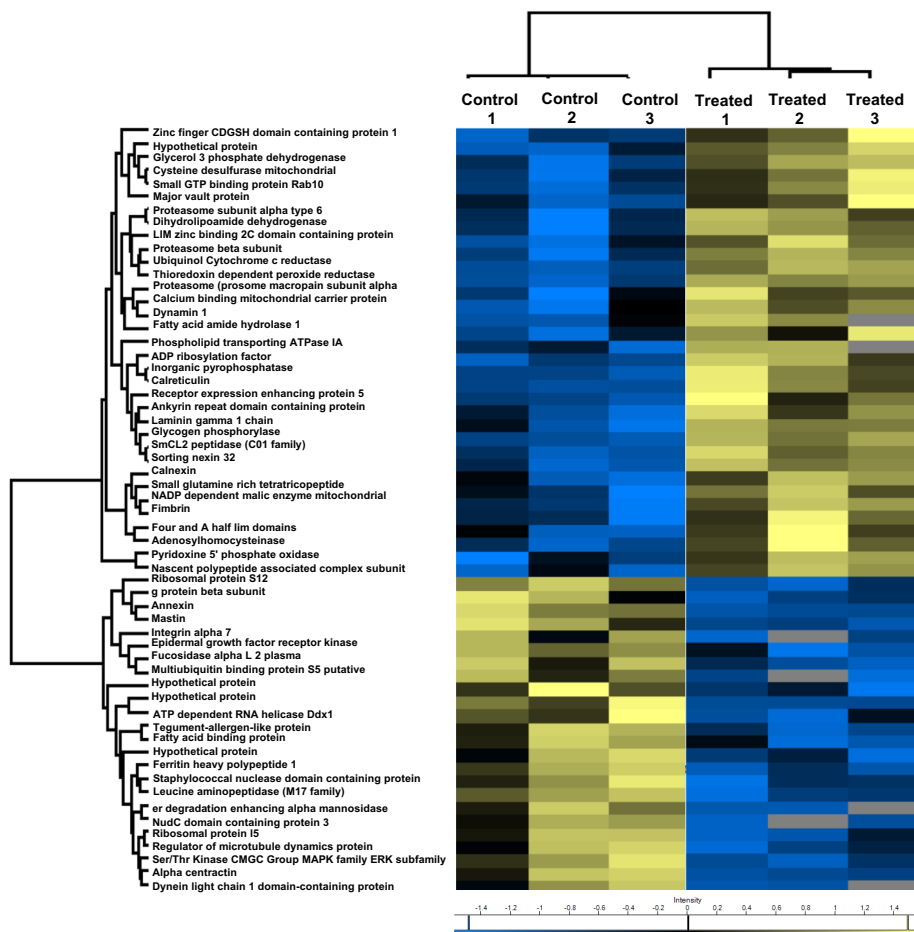 Control 1
Control 2
Control 3
Treated 1
Treated 2
Treated 3
Zinc finger CDGSH domain containing protein 1
Hypothetical protein
Glycerol 3 phosphate dehydrogenase
Cysteine desulfurase mitochondrial
Small GTP binding protein Rab10
Major vault protein
Proteasome subunit alpha type 6
Dihydrolipoamide dehydrogenase
LIM zinc binding 2C domain containing protein
Proteasome beta subunit
Ubiquinol Cytochrome c reductase
Thioredoxin dependent peroxide reductase
Proteasome (prosome macropain subunit alpha
Calcium binding mitochondrial carrier protein
Dynamin 1
Fatty acid amide hydrolase 1
Phospholipid transporting ATPase IA
ADP ribosylation factor
Inorganic pyrophosphatase
Calreticulin
Receptor expression enhancing protein 5
Ankyrin repeat domain containing protein
Laminin gamma 1 chain
Glycogen phosphorylase
SmCL2 peptidase (C01 family)
Sorting nexin 32
Calnexin
Small glutamine rich tetratricopeptide
NADP dependent malic enzyme mitochondrial
Fimbrin
Four and A half lim domains
Adenosylhomocysteinase
Pyridoxine 5' phosphate oxidase
Nascent polypeptide associated complex subunit
Ribosomal protein S12
g protein beta subunit
Annexin
Mastin
Integrin alpha 7
Epidermal growth factor receptor kinase
Fucosidase alpha L 2 plasma
Multiubiquitin binding protein S5 putative
Hypothetical protein
Hypothetical protein
ATP dependent RNA helicase Ddx1
Tegument-allergen-like protein
Fatty acid binding protein
Hypothetical protein
Ferritin heavy polypeptide 1
Staphylococcal nuclease domain containing protein
Leucine aminopeptidase (M17 family)
er degradation enhancing alpha mannosidase
NudC domain containing protein 3
Ribosomal protein l5
Regulator of microtubule dynamics protein
Ser/Thr Kinase CMGC Group MAPK family ERK subfamily
Alpha centractin
Dynein light chain 1 domain-containing protein
Intensity
-1.4 -1.2 -1 -0.8 -0.6 -0.4 -0.2 0 0.2 0.4 0.6 0.8 1 1.2 1.4